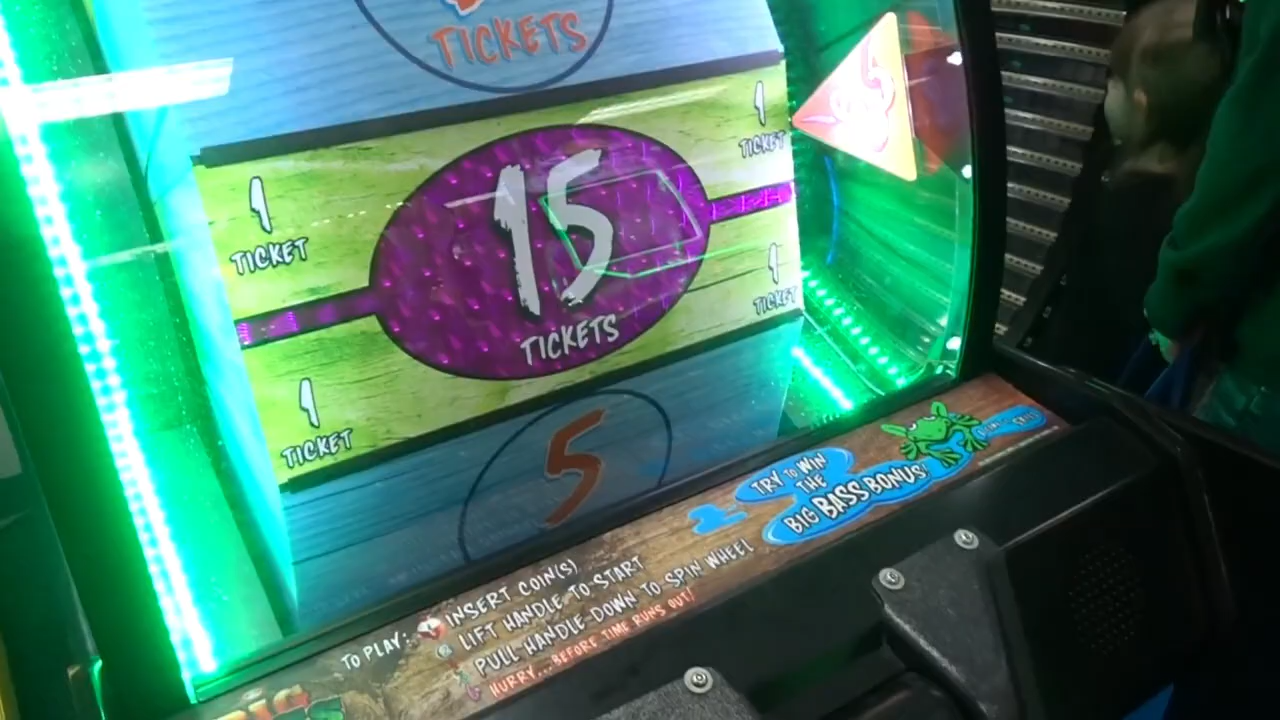 TICKETS
1
TICKET
1
TICKET
15
TICKETS
1
TICKET
1
TICKET
5
TRY TO WIN
THE
BIG BASS BONUS!
TO PLAY:
INSERT COIN(S)
LIFT HANDLE TO START
PULL HANDLE DOWN TO SPIN WHEEL
HURRY... BEFORE TIME RUNS OUT!